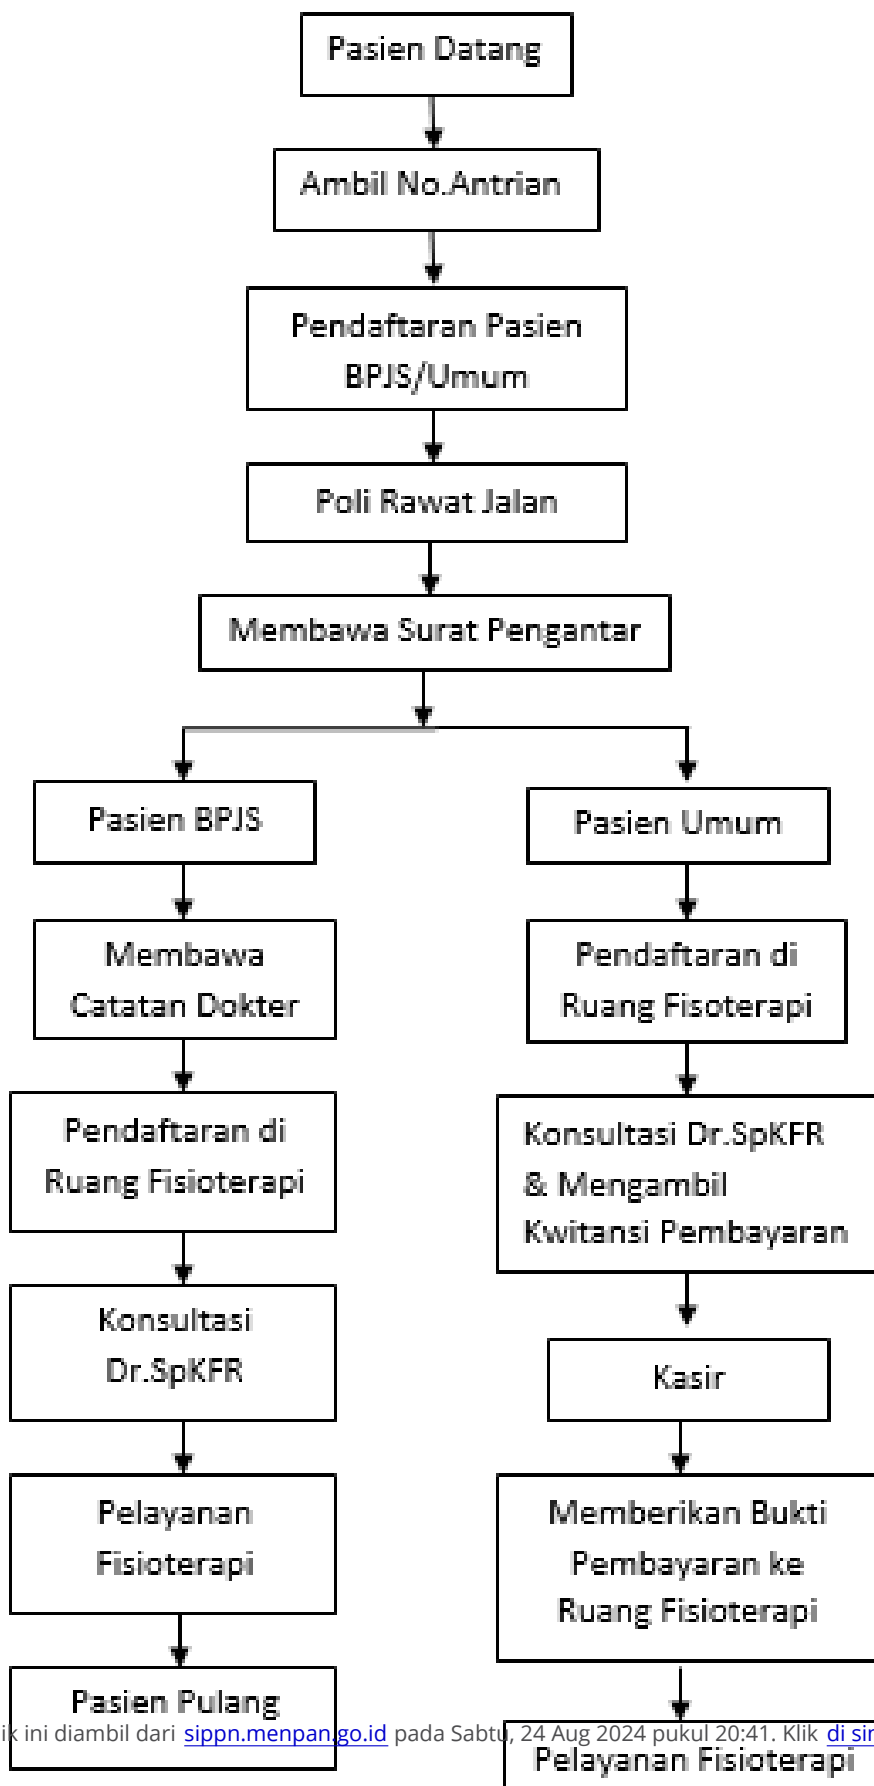 Pasien Datang
Ambil No.Antrian
Pendaftaran Pasien
BPJS/Umum
Poli Rawat Jalan
Membawa Surat Pengantar
Pasien BPJS
Membawa
Catatan Dokter
Pendaftaran di
Ruang Fisioterapi
Konsultasi
Dr.SpKFR
Pelayanan
Fisioterapi
Pasien Pulang
Pasien Umum
Pendaftaran di
Ruang Fisoterapi
Konsultasi Dr.SpKFR
& Mengambil
Kwitansi Pembayaran
Kasir
Memberikan Bukti
Pembayaran ke
Ruang Fisioterapi
Pelayanan Fisioterapi
ini diambil dari sippn.menpan.go.id pada Sabtu, 24 Aug 2024 pukul 20:41. Klik di